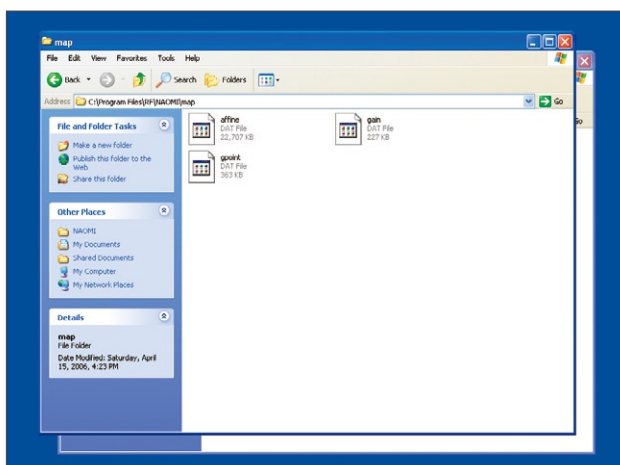 map
File Edit View Favorites Tools Help
Back Search Folders
Address C:\Program Files\RF\NAOMI\map Go
File and Folder Tasks
Make a new folder
Publish this folder to the
Web
Share this folder
Other Places
NAOMI
My Documents
Shared Documents
My Computer
My Network Places
Details
map
File Folder
Date Modified: Saturday, April
15, 2006, 4:23 PM
affine
DAT File
22,707 KB
gain
DAT File
227 KB
gpoint
DAT File
363 KB
Go